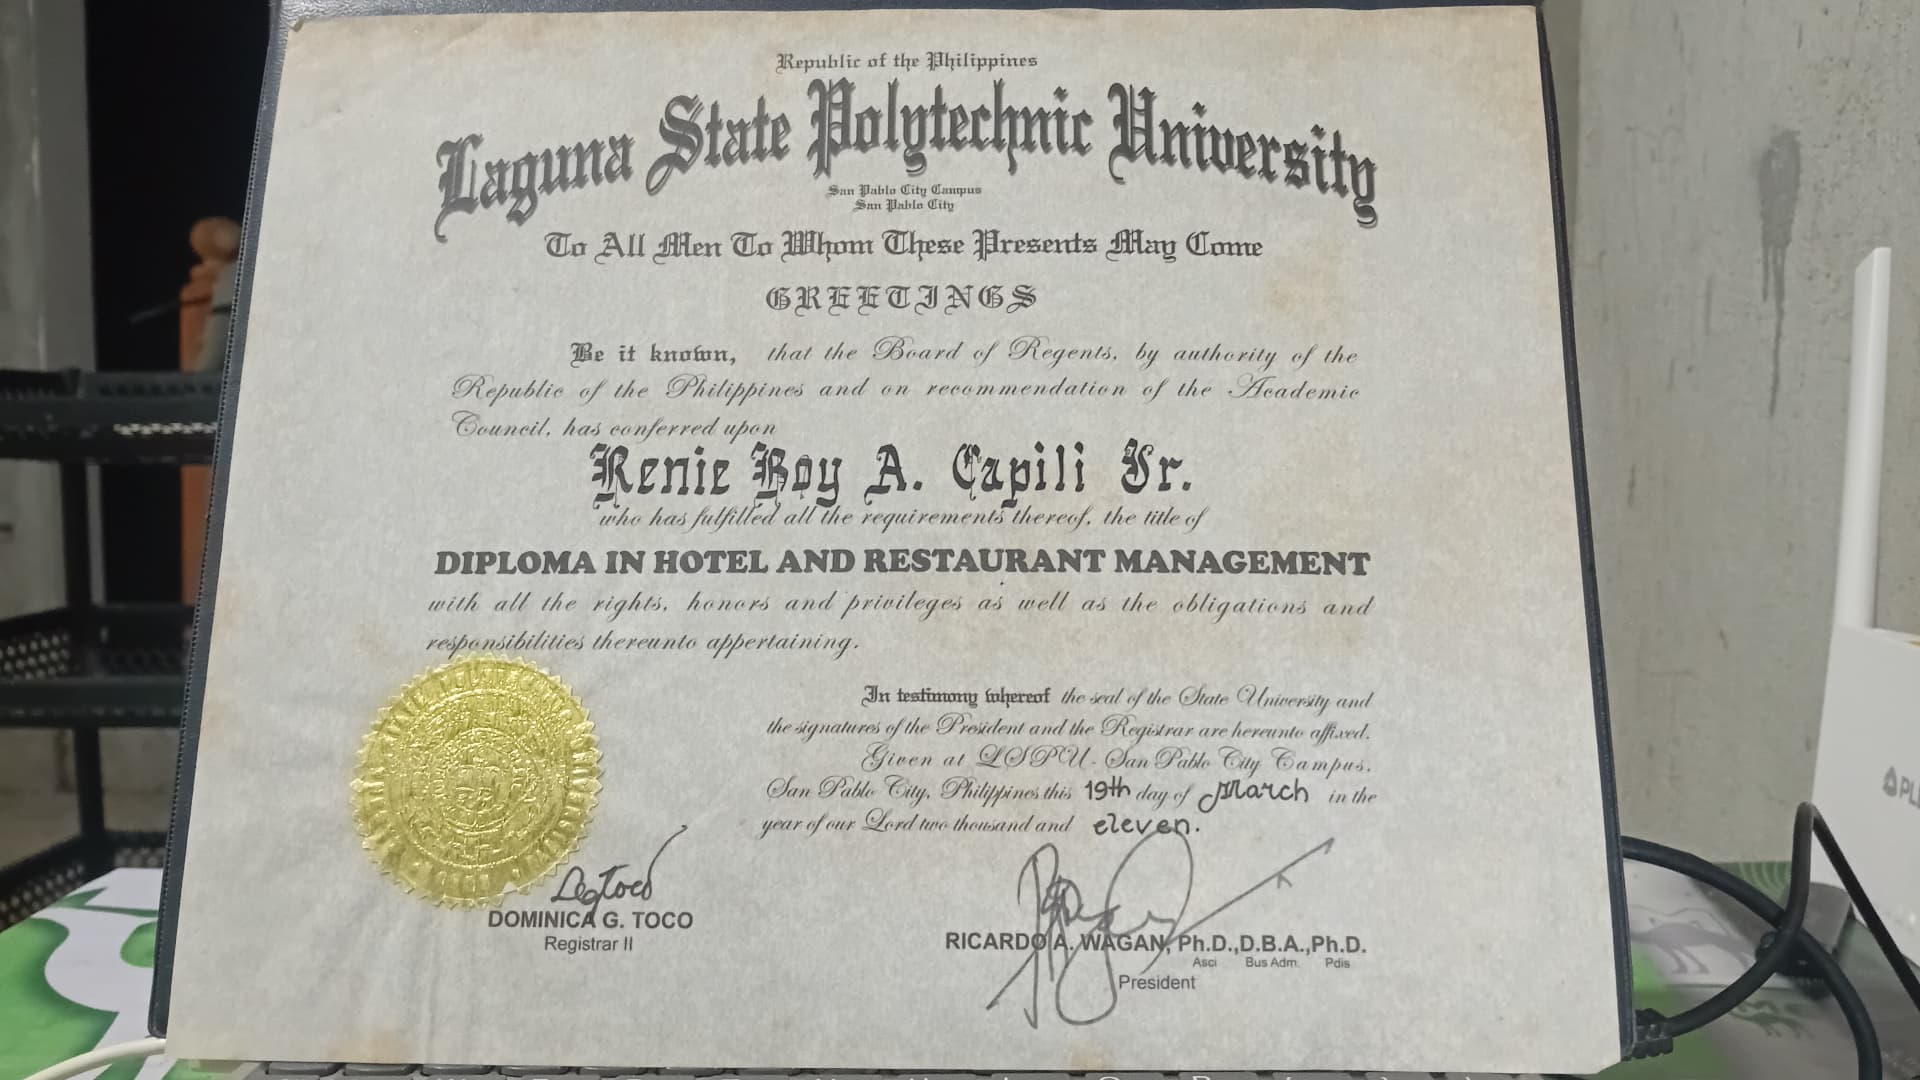 Republic of the Philippines
Laguna State Polytechnic University
San Pablo City Campus
San Pablo City
To All Men To Whom These Presents May Come
GREETINGS
Be it known, that the Board of Regents, by authority of the
Republic of the Philippines and on recommendation of the Academic
Council, has conferred upon
Renie Boy A. Capili Jr.
who has fulfilled all the requirements thereof, the title of
DIPLOMA IN HOTEL AND RESTAURANT MANAGEMENT
with all the rights, honors and privileges as well as the obligations and
responsibilities thereunto appertaining.
In testimony whereof the seal of the State University and
the signatures of the President and the Registrar are hereunto affixed.
Given at LSPU - San Pablo City Campus,
San Pablo City, Philippines this 19th day of March in the
year of our Lord two thousand and eleven.
DOMINICA G. TOCO
Registrar II
RICARDO A. WAGAN, Ph.D.,D.B.A.,Ph.D.
Asci Bus Adm. Pdis
President